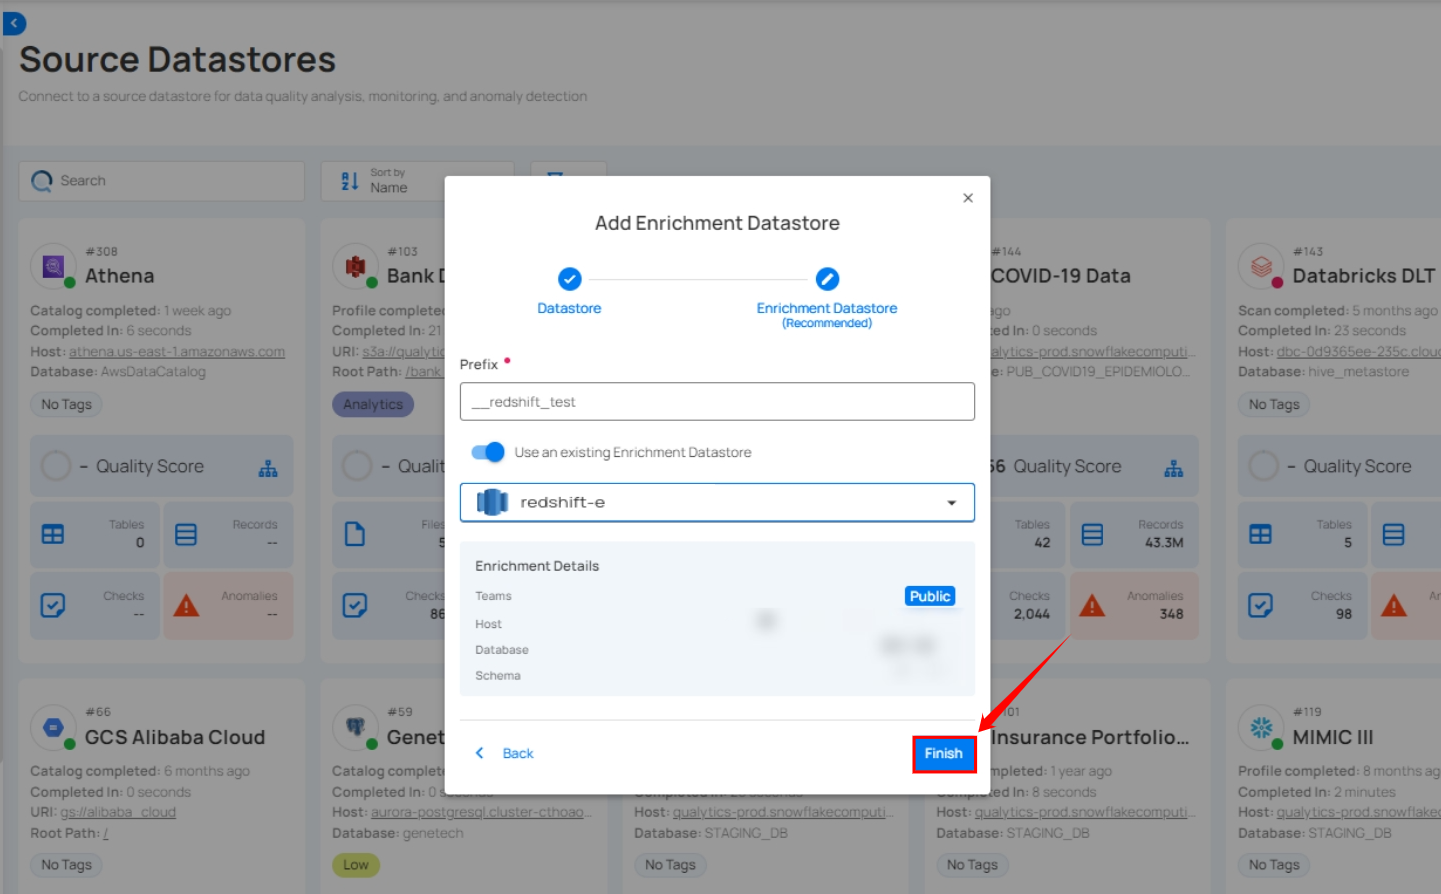 Source Datastores
Connect to a source datastore for data quality analysis, monitoring, and anomaly detection
Search
Sort by
Name
#308
Athena
Catalog completed: 1 week ago
Completed In: 6 seconds
Host: athena.us-east-1.amazonaws.com
Database: AwsDataCatalog
No Tags
– Quality Score
Tables
0
Records
--
Checks
--
Anomalies
--
#103
Bank D
Profile complete
Completed In: 21
URI: s3a://qualytic
Root Path: /bank
Analytics
– Qualit
Files
5
Checks
86
Add Enrichment Datastore
Datastore
Enrichment Datastore
(Recommended)
Prefix
__redshift_test
Use an existing Enrichment Datastore
redshift-e
Enrichment Details
Teams
Public
Host
Database
Schema
Back
Finish
#144
COVID-19 Data
ago
ted In: 0 seconds
alytics-prod.snowflakecomputi...
e: PUB_COVID19_EPIDEMIOLO...
56 Quality Score
Tables
42
Records
43.3M
Checks
2,044
Anomalies
348
#143
Databricks DLT
Scan completed: 5 months ago
Completed In: 23 seconds
Host: dbc-0d9365ee-235c.cloud
Database: hive_metastore
No Tags
– Quality Score
Tables
5
Checks
98
An
#66
GCS Alibaba Cloud
Catalog completed: 6 months ago
Completed In: 0 seconds
URI: gs://alibaba_cloud
Root Path: /
No Tags
#59
Genet
Catalog complete
Completed In: 0 s
Host: aurora-postgresql.cluster-cthoao...
Database: genetech
Low
Host: qualytics-prod.snowflakecomputi...
Database: STAGING_DB
No Tags
101
Insurance Portfolio...
mpleted: 1 year ago
ed In: 8 seconds
Host: qualytics-prod.snowflakecomputi...
Database: STAGING_DB
No Tags
#119
MIMIC III
Profile completed: 8 months ag
Completed In: 2 minutes
Host: qualytics-prod.snowflakec
Database: STAGING_DB
No Tags